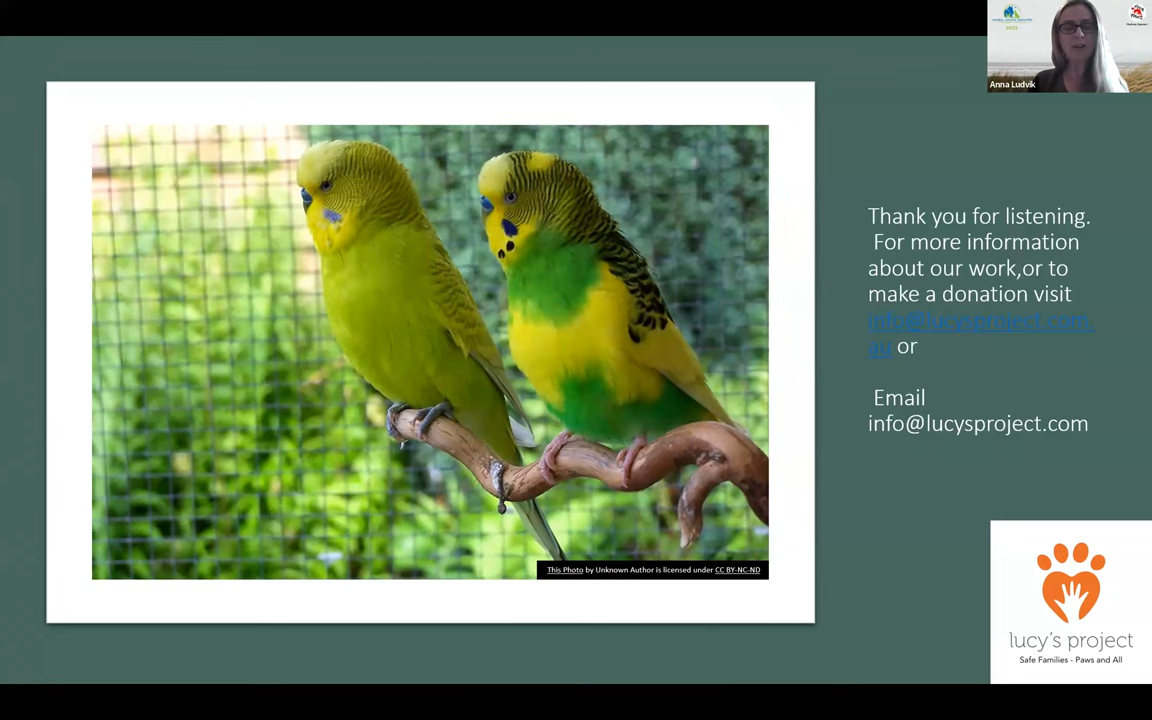 Anna Ludvik
Thank you for listening.
For more information
about our work,or to
make a donation visit
info@lucysproject.com.
au or
Email
info@lucysproject.com
This Photo by Unknown Author is licensed under CC BY-NC-ND
lucy's project
Safe Families - Paws and All